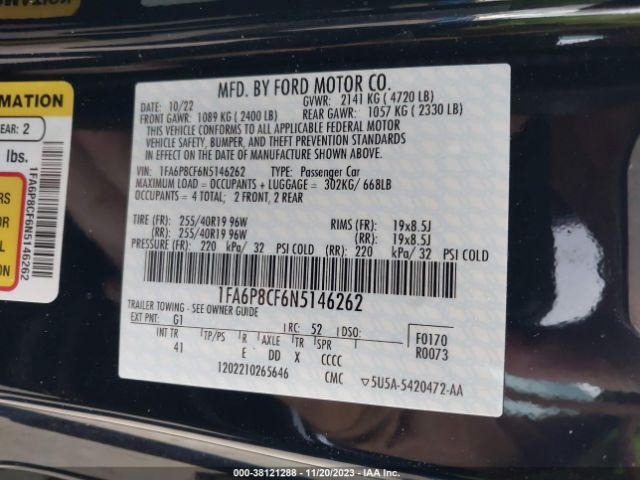 MFD. BY FORD MOTOR CO.
DATE: 10/22 GVWR: 2141 KG ( 4720 LB)
FRONT GAWR: 1089 KG ( 2400 LB) REAR GAWR: 1057 KG ( 2330 LB)
THIS VEHICLE CONFORMS TO ALL APPLICABLE FEDERAL MOTOR
VEHICLE SAFETY, BUMPER, AND THEFT PREVENTION STANDARDS
IN EFFECT ON THE DATE OF MANUFACTURE SHOWN ABOVE.
VIN: 1FA6P8CF6N5146262 TYPE: Passenger Car
MAXIMUM LOAD = OCCUPANTS + LUGGAGE = 302KG/ 668LB
OCCUPANTS = 4 TOTAL; 2 FRONT, 2 REAR
TIRE (FR): 255/40R19 96W RIMS (FR): 19x8.5J
(RR): 255/40R19 96W (RR): 19x8.5J
PRESSURE (FR): 220 kPa/ 32 PSI COLD (RR): 220 kPa/ 32 PSI COLD
1FA6P8CF6N5146262
TRAILER TOWING - SEE OWNER GUIDE
EXT PNT: G1 RC: 52 DSO: F0170
INT TR TP/PS R AXLE TR SPR R0073
41 E DD X CCCC
1202210265646 CMC ▽5U5A-5420472-AA
RMATION
EAR: 2
lbs.
1FA6P8CF6N5146262
000-38121288 - 11/20/2023 - IAA Inc.